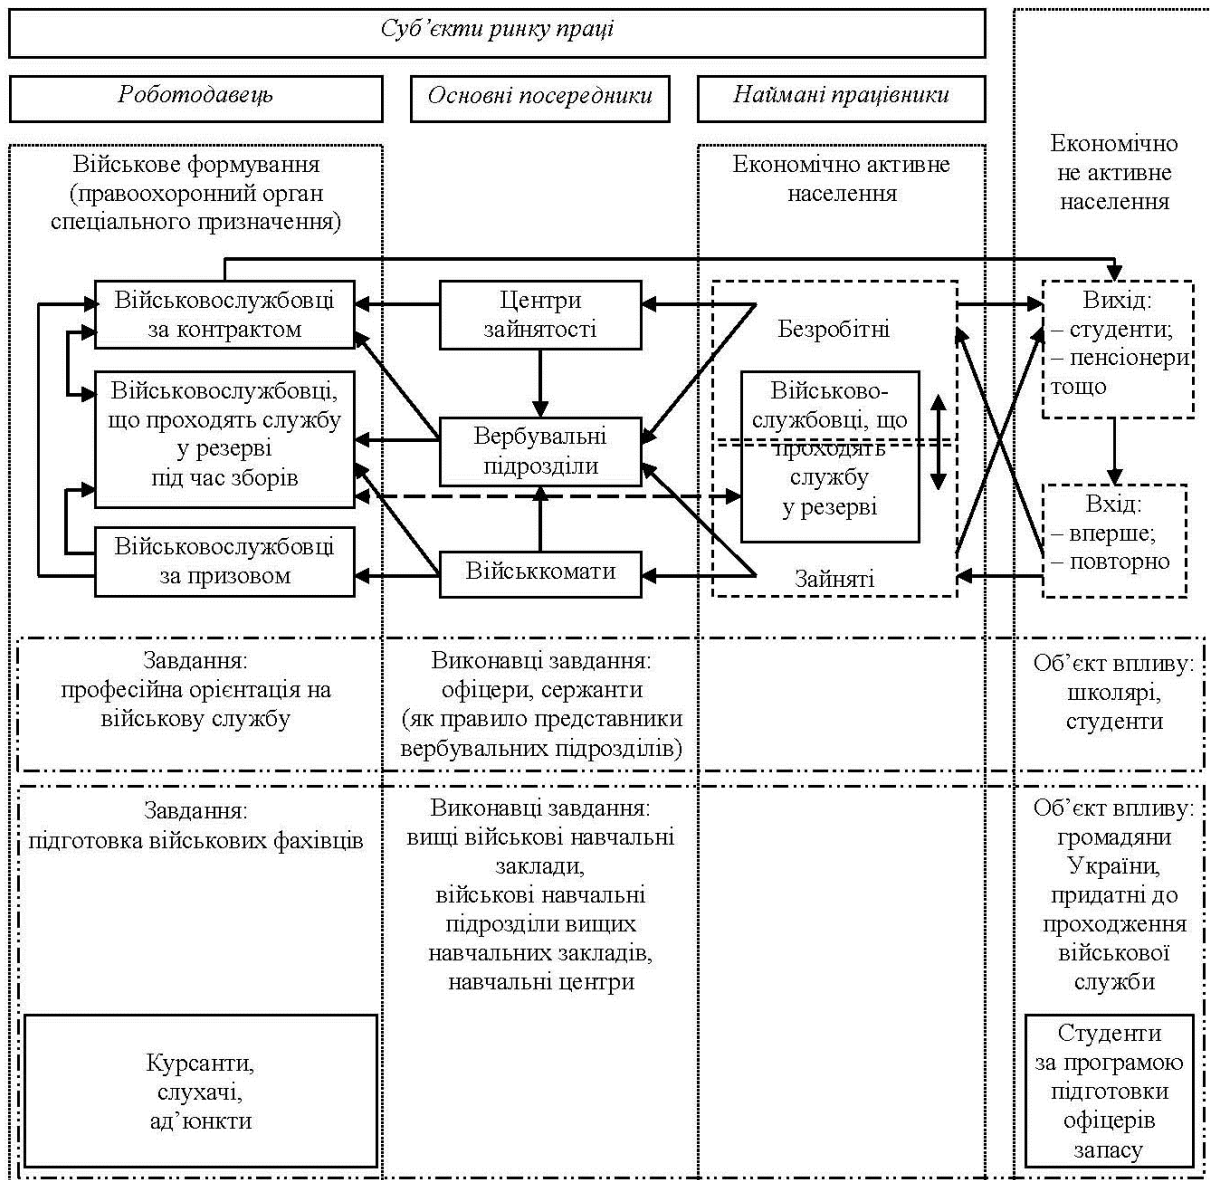 Суб’єкти ринку праці
Роботодавець
Основні посередники
Наймані працівники
Військове формування
(правоохоронний орган
спеціального призначення)
Економічно активне
населення
Економічно
не активне
населення
Військовослужбовці
за контрактом
Центри
зайнятості
Безробітні
Вихід:
– студенти;
– пенсіонери
тощо
Військовослужбовці,
що проходять службу
у резерві
під час зборів
Вербувальні
підрозділи
Військово-
службовці, що
проходять
службу
у резерві
Вхід:
– вперше;
– повторно
Військовослужбовці
за призовом
Військкомати
Зайняті
Завдання:
професійна орієнтація на
військову службу
Виконавці завдання:
офіцери, сержанти
(як правило представники
вербувальних підрозділів)
Об’єкт впливу:
школярі,
студенти
Завдання:
підготовка військових фахівців
Виконавці завдання:
вищі військові навчальні
заклади,
військові навчальні
підрозділи вищих
навчальних закладів,
навчальні центри
Об’єкт впливу:
громадяни
України,
придатні до
проходження
військової
служби
Курсанти,
слухачі,
ад’юнкти
Студенти
за програмою
підготовки
офіцерів
запасу